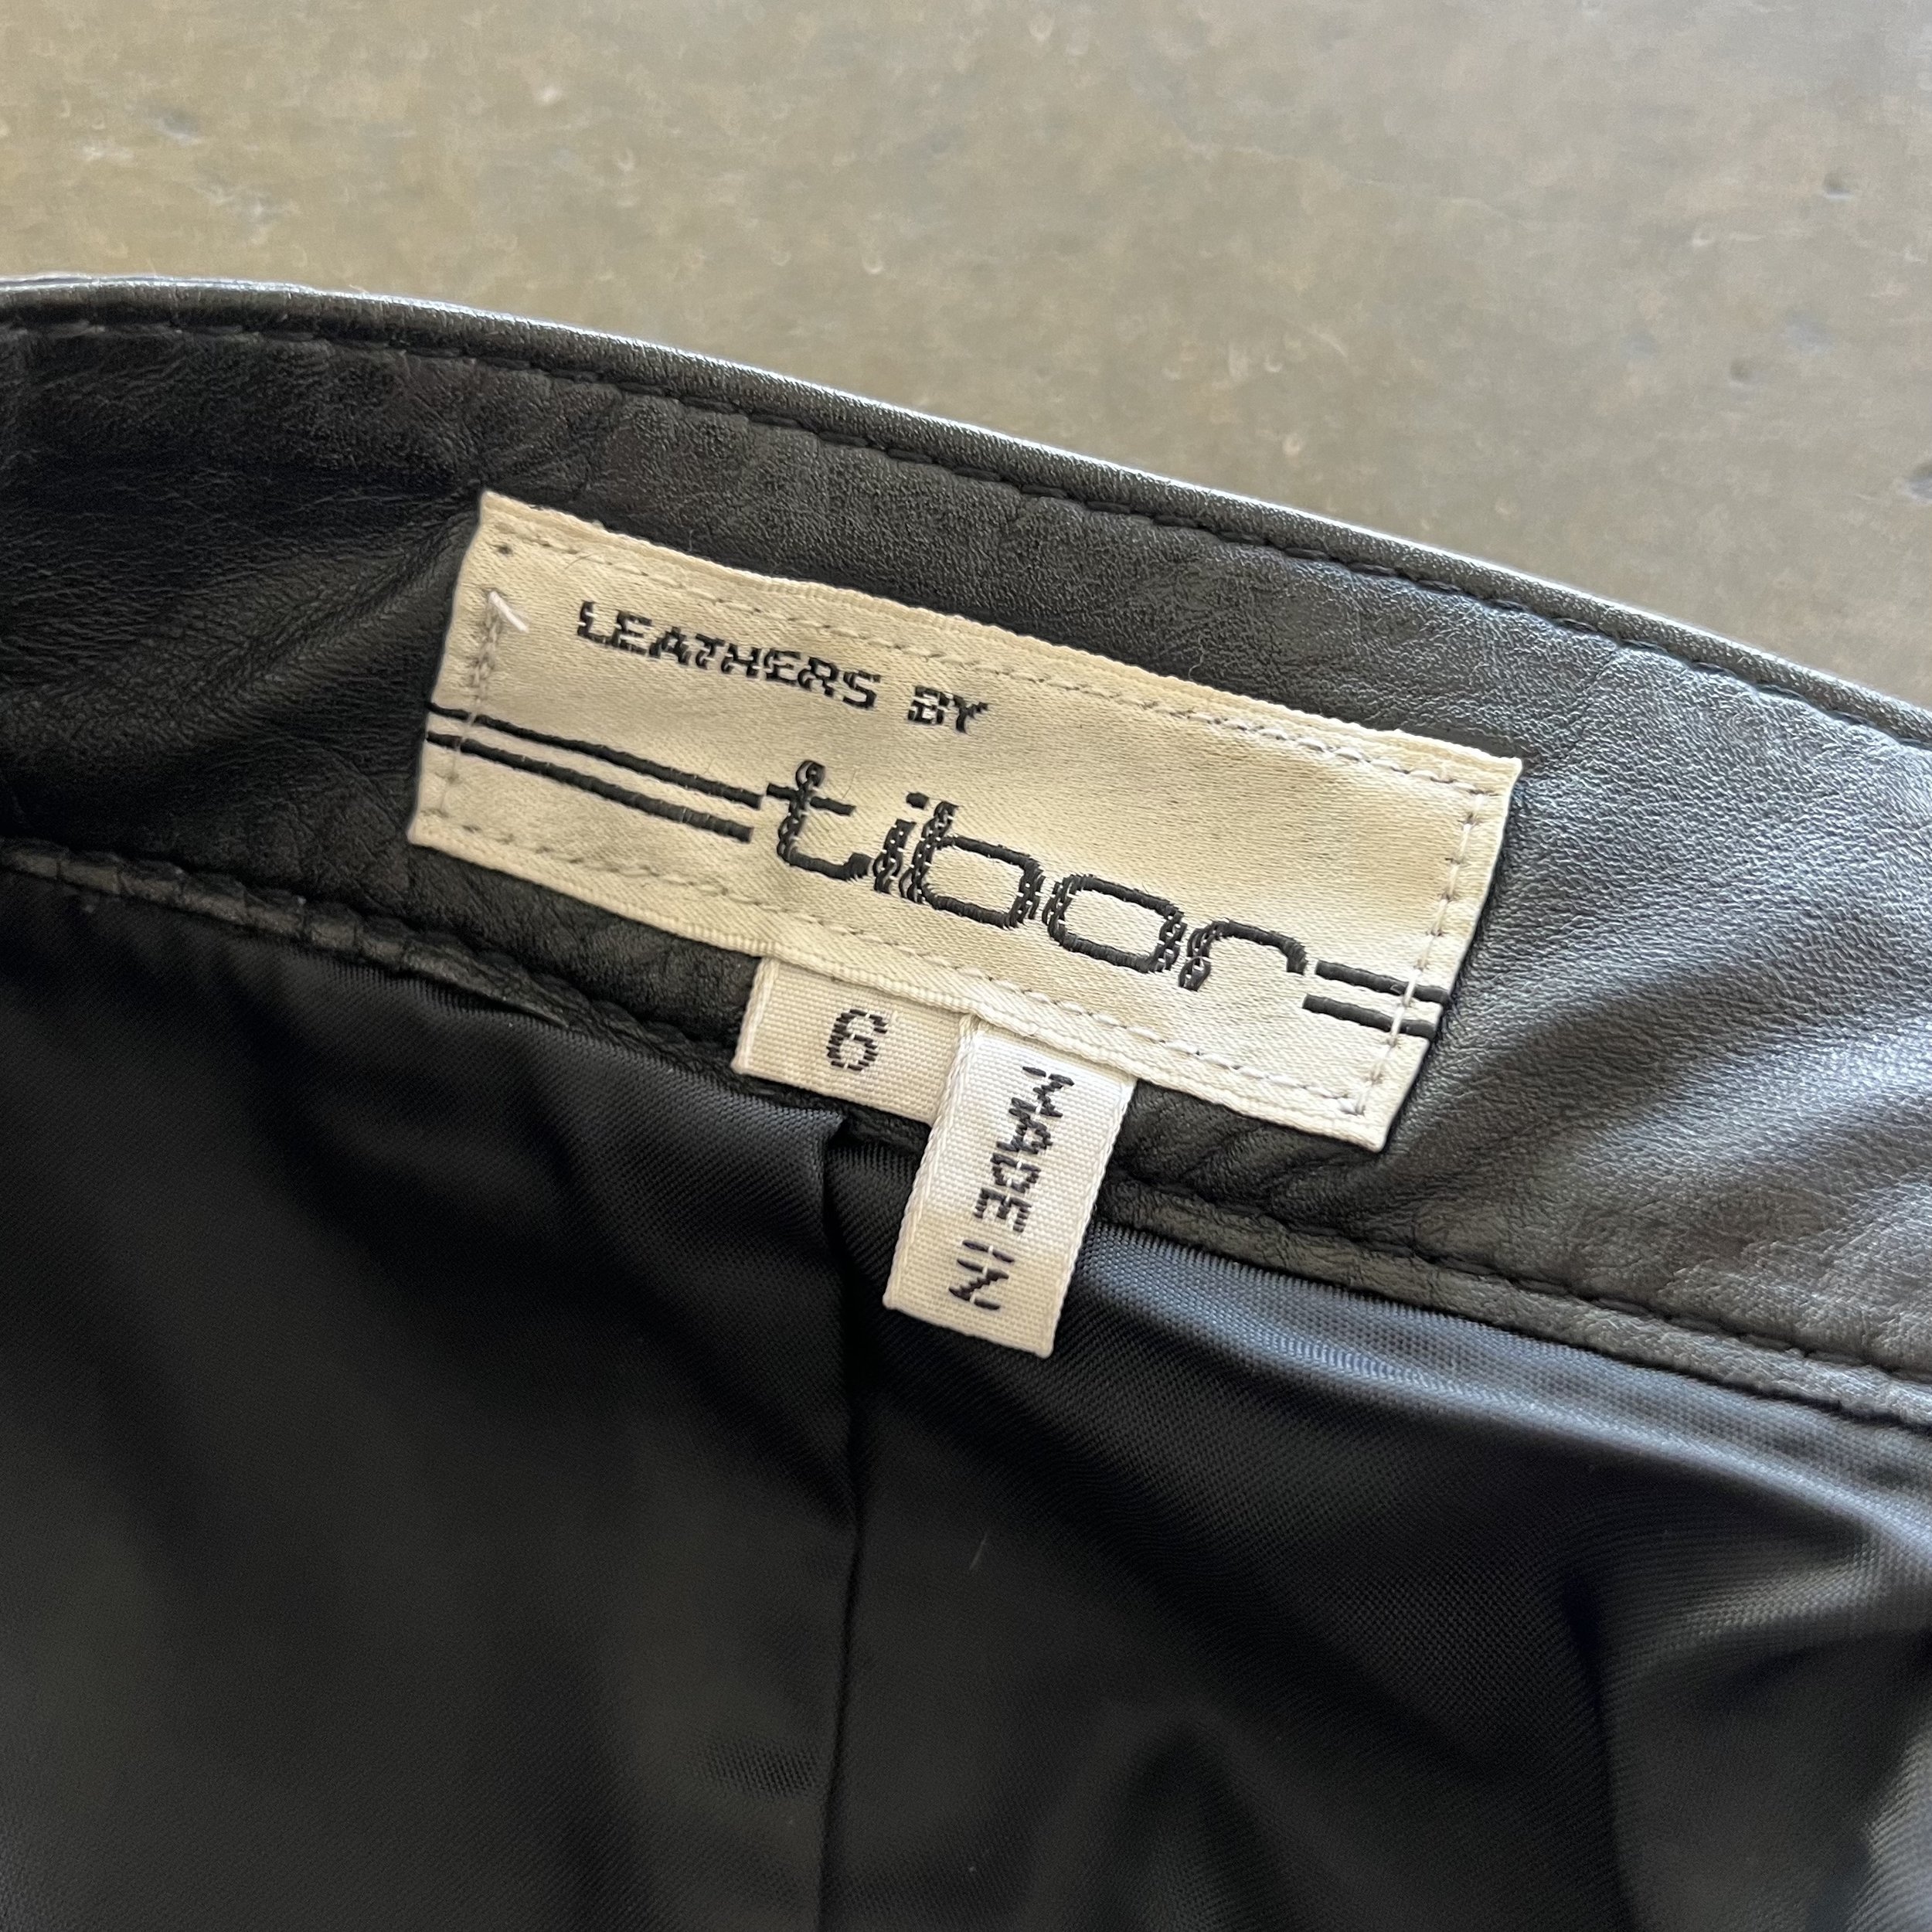 LEATHERS BY
tibor
6
MADE IN